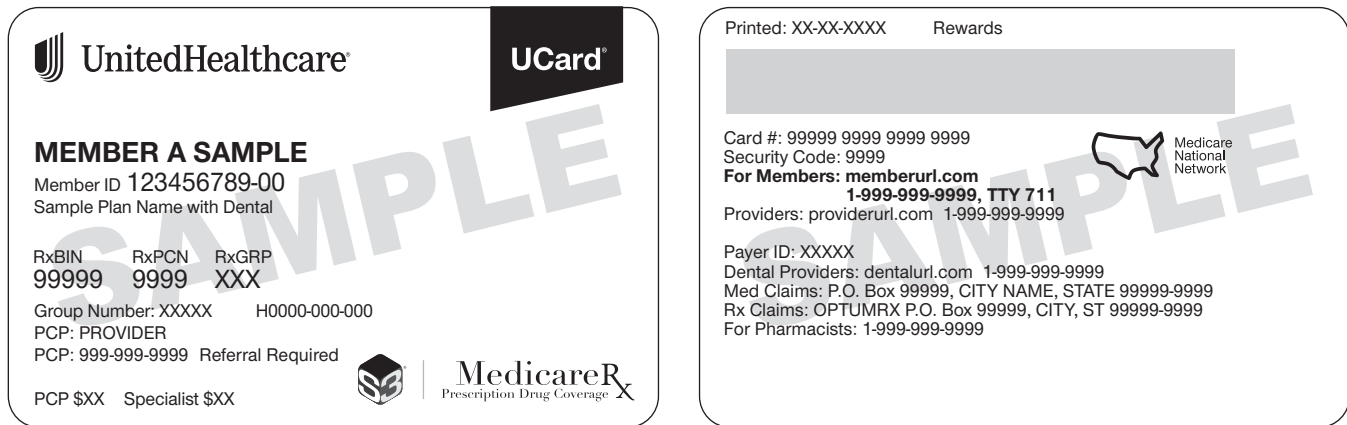 UnitedHealthcare®
UCard®
SAMPLE
MEMBER A SAMPLE
Member ID 123456789-00
Sample Plan Name with Dental
RxBIN RxPCN RxGRP
99999 9999 XXX
Group Number: XXXXX H0000-000-000
PCP: PROVIDER
PCP: 999-999-9999 Referral Required
PCP $XX Specialist $XX
S3
MedicareRx
Prescription Drug Coverage
Printed: XX-XX-XXXX Rewards
SAMPLE
Card #: 99999 9999 9999 9999
Security Code: 9999
For Members: memberurl.com
1-999-999-9999, TTY 711
Providers: providerurl.com 1-999-999-9999
Medicare
National
Network
Payer ID: XXXXX
Dental Providers: dentalurl.com 1-999-999-9999
Med Claims: P.O. Box 99999, CITY NAME, STATE 99999-9999
Rx Claims: OPTUMRX P.O. Box 99999, CITY, ST 99999-9999
For Pharmacists: 1-999-999-9999